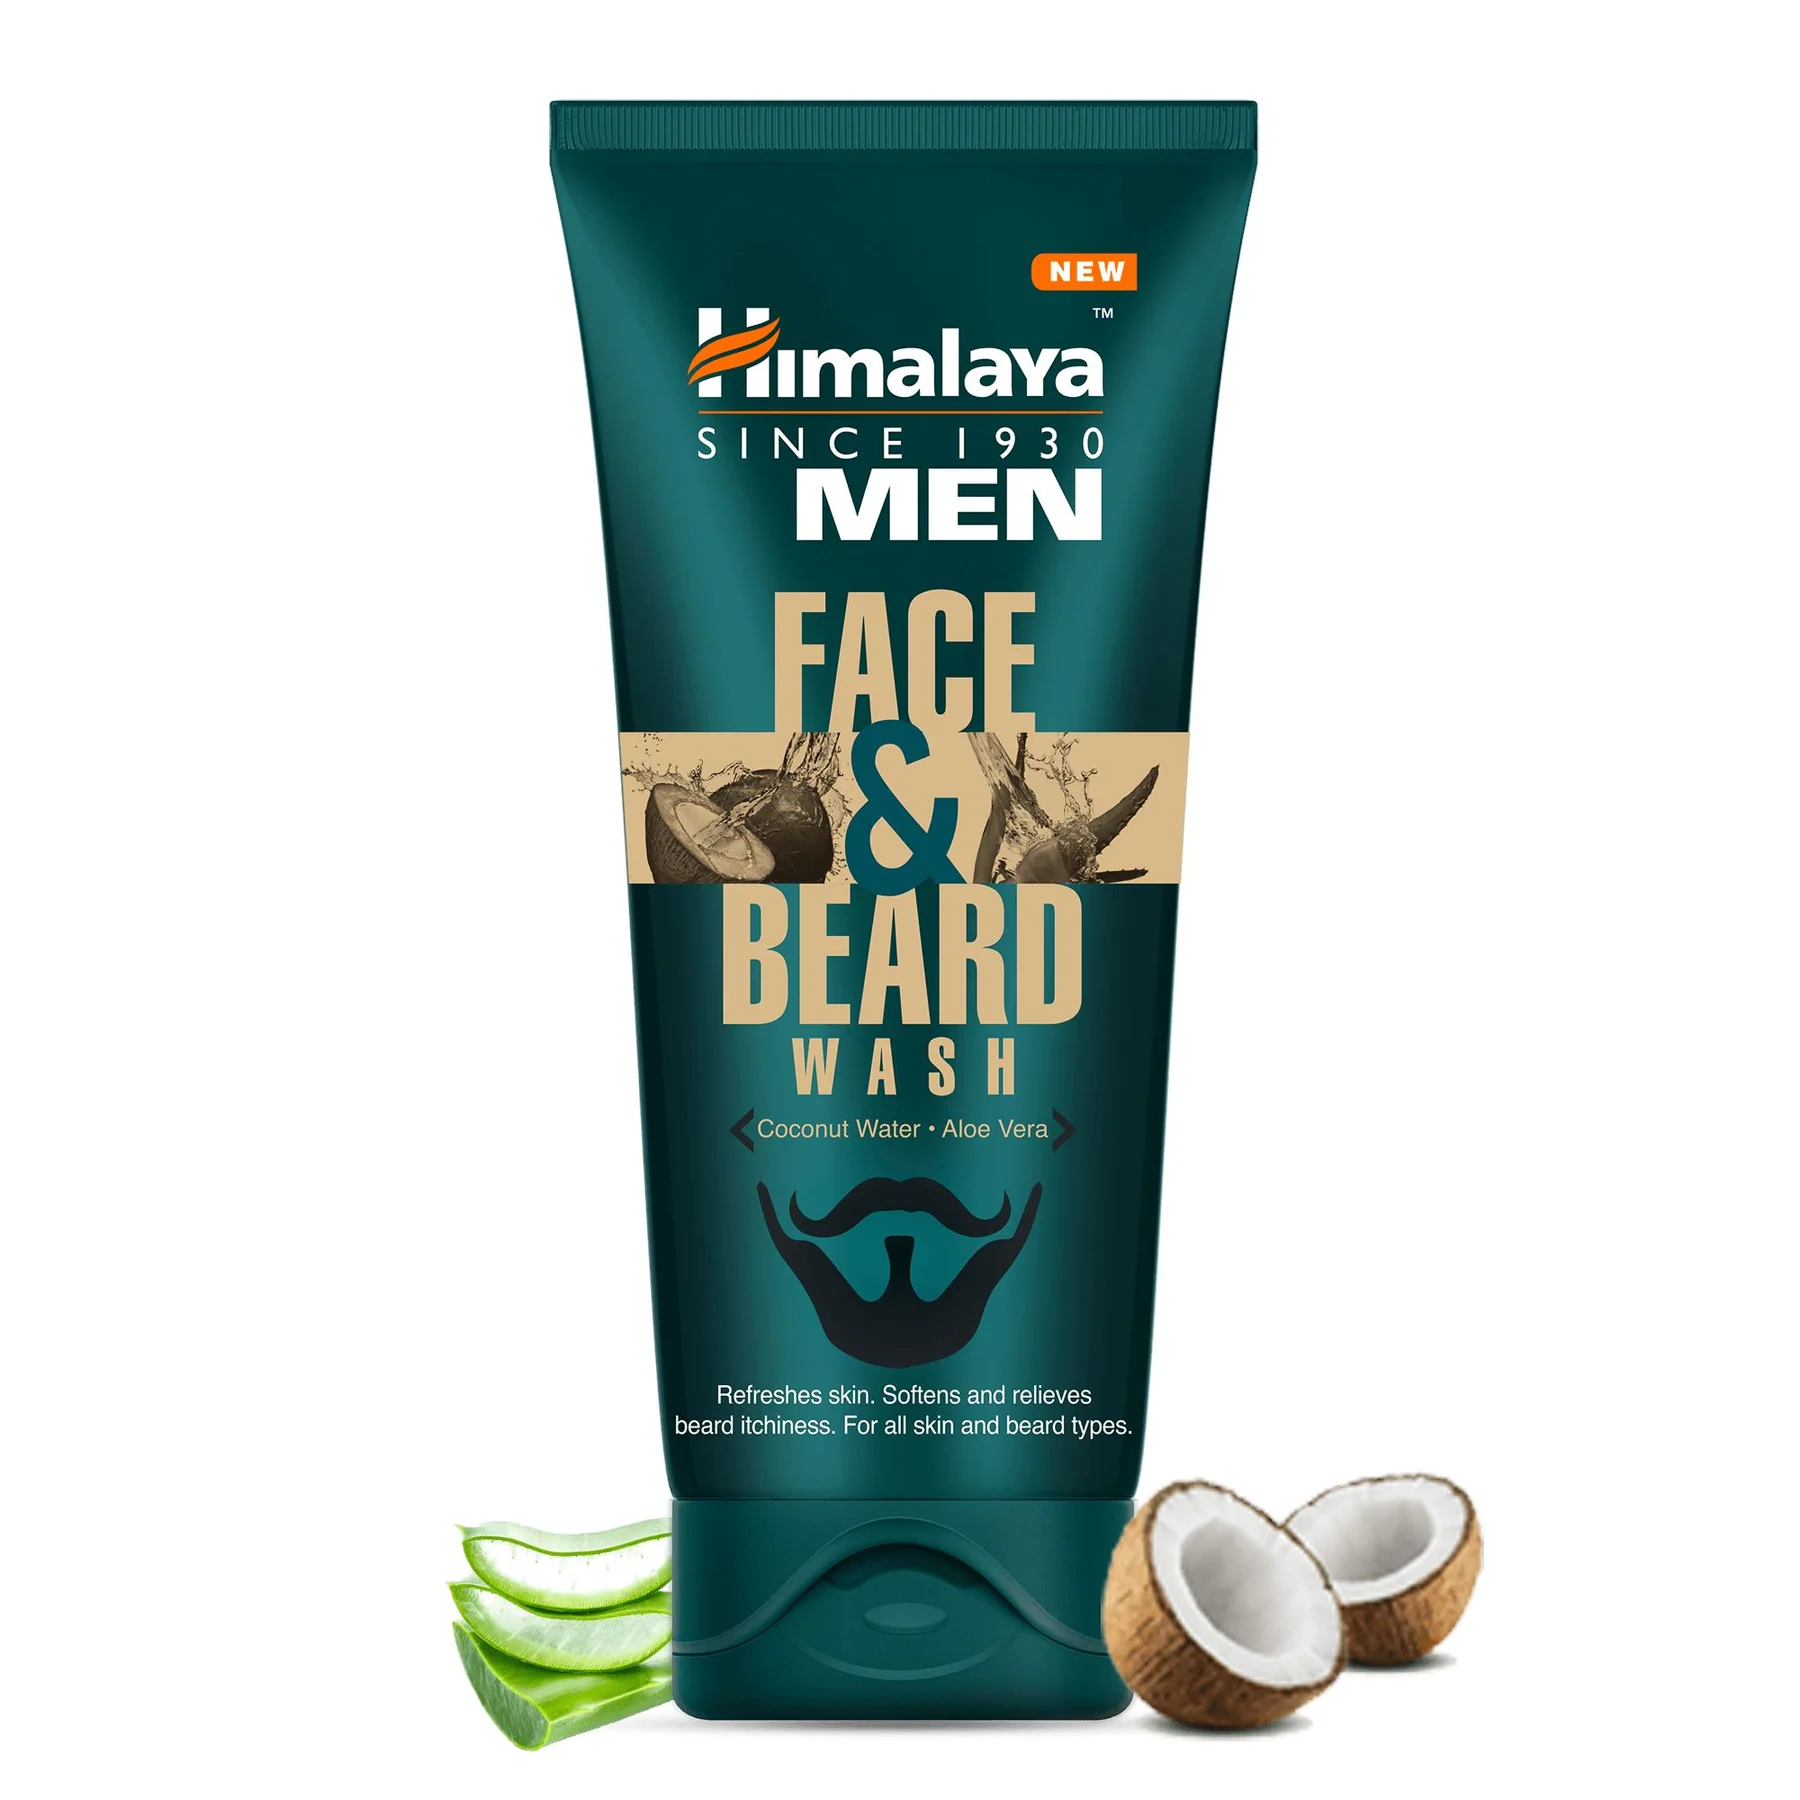 NEW
Himalaya™
SINCE 1930
MEN
FACE
&
BEARD
WASH
Coconut Water • Aloe Vera
Refreshes skin. Softens and relieves
beard itchiness. For all skin and beard types.